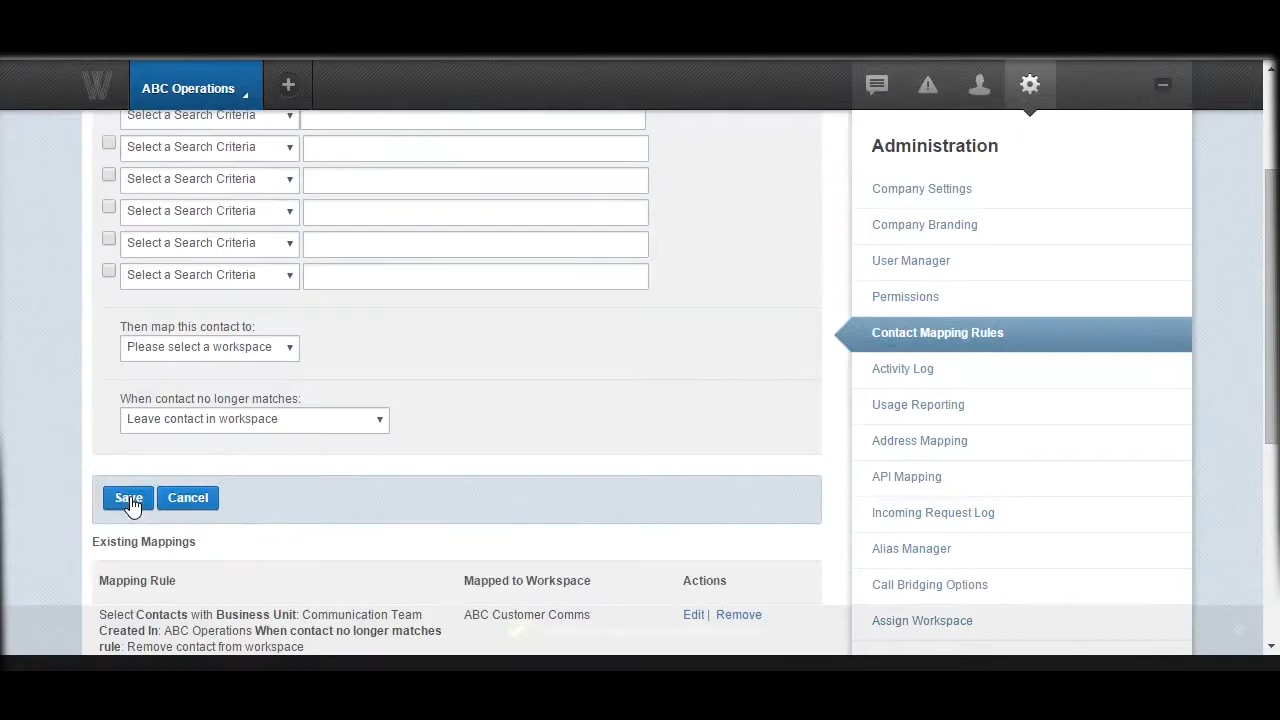 W
ABC Operations
+
Select a Search Criteria
Select a Search Criteria
Select a Search Criteria
Select a Search Criteria
Select a Search Criteria
Select a Search Criteria
Then map this contact to:
Please select a workspace
When contact no longer matches:
Leave contact in workspace
Save Cancel
Existing Mappings
Mapping Rule Mapped to Workspace Actions
Select Contacts with Business Unit: Communication Team ABC Customer Comms Edit | Remove
Created In: ABC Operations When contact no longer matches
rule: Remove contact from workspace
Administration
Company Settings
Company Branding
User Manager
Permissions
Contact Mapping Rules
Activity Log
Usage Reporting
Address Mapping
API Mapping
Incoming Request Log
Alias Manager
Call Bridging Options
Assign Workspace